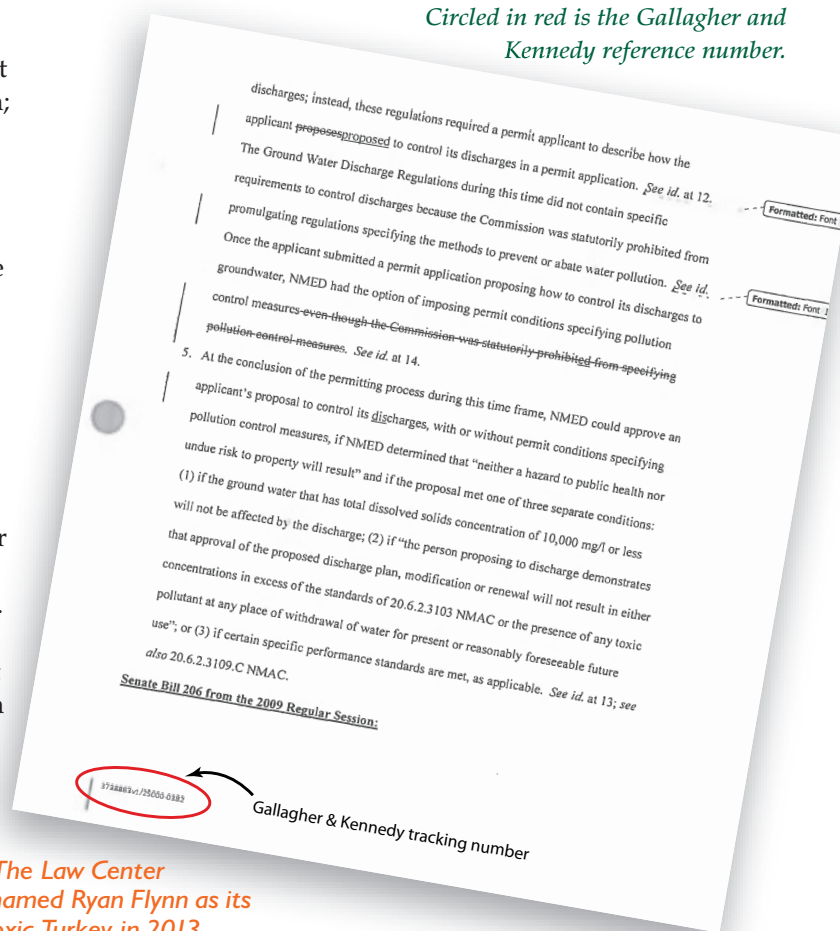 Circled in red is the Gallagher and
Kennedy reference number.
discharges; instead, these regulations required a permit applicant to describe how the
applicant proposesproposed to control its discharges in a permit application. See id. at 12.
The Ground Water Discharge Regulations during this time did not contain specific
requirements to control discharges because the Commission was statutorily prohibited from
promulgating regulations specifying the methods to prevent or abate water pollution. See id.
Once the applicant submitted a permit application proposing how to control its discharges to
groundwater, NMED had the option of imposing permit conditions specifying pollution
control measures even though the Commission was statutorily prohibited from specifying
pollution control measures. See id. at 14.
Formatted: Font
Formatted: Font
5. At the conclusion of the permitting process during this time frame, NMED could approve an
applicant's proposal to control its discharges, with or without permit conditions specifying
pollution control measures, if NMED determined that "neither a hazard to public health nor
undue risk to property will result" and if the proposal met one of three separate conditions:
(1) if the ground water that has total dissolved solids concentration of 10,000 mg/l or less
will not be affected by the discharge; (2) if "the person proposing to discharge demonstrates
that approval of the proposed discharge plan, modification or renewal will not result in either
concentrations in excess of the standards of 20.6.2.3103 NMAC or the presence of any toxic
pollutant at any place of withdrawal of water for present or reasonably foreseeable future
use"; or (3) if certain specific performance standards are met, as applicable. See id. at 13; see
also 20.6.2.3109.C NMAC.
Senate Bill 206 from the 2009 Regular Session:
Gallagher & Kennedy tracking number
The Law Center
named Ryan Flynn as its
oxic Turkey in 2013